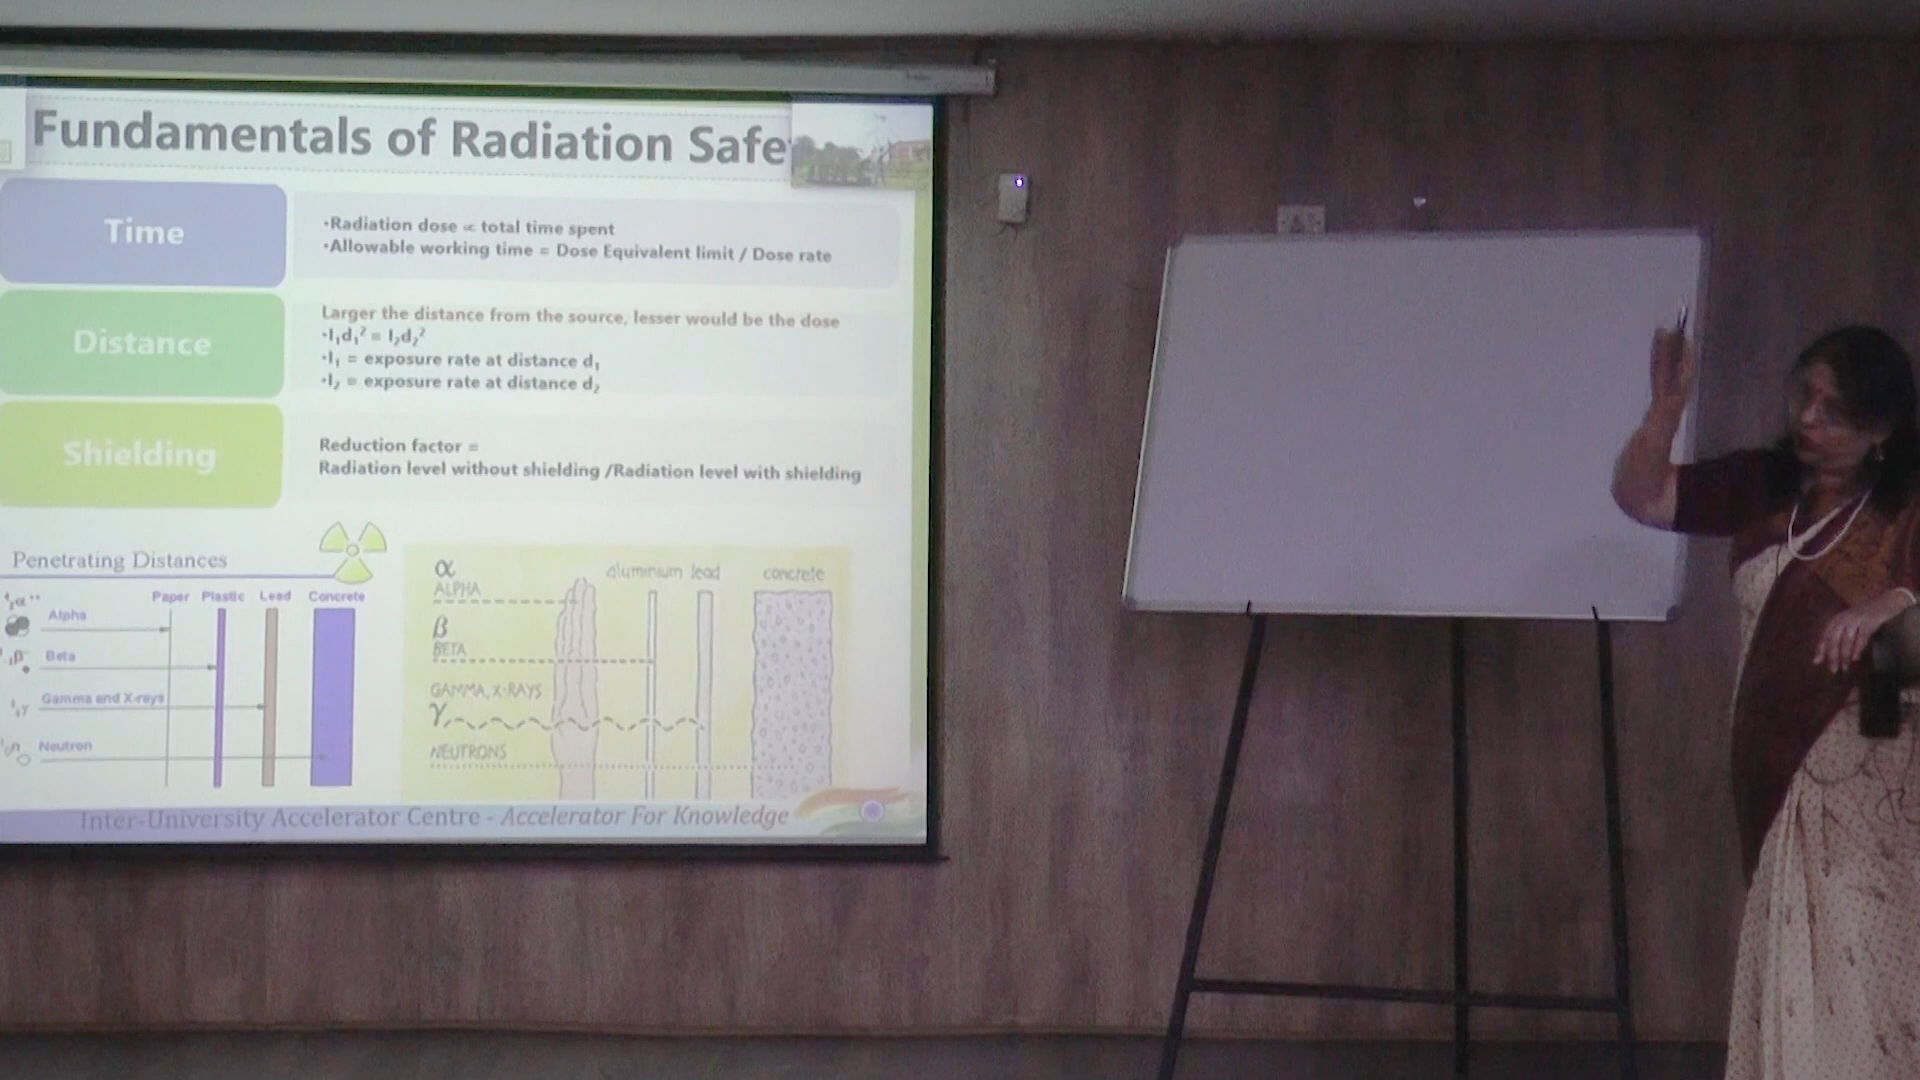 Fundamentals of Radiation Safe
Time
•Radiation dose ∝ total time spent
•Allowable working time = Dose Equivalent limit / Dose rate
Distance
Larger the distance from the source, lesser would be the dose
•I₁d₁² = I₂d₂²
•I₁ = exposure rate at distance d₁
•I₂ = exposure rate at distance d₂
Shielding
Reduction factor =
Radiation level without shielding /Radiation level with shielding
Penetrating Distances
Paper Plastic Lead Concrete
Alpha
Beta
Gamma and X-rays
Neutron
α
ALPHA
aluminium lead concrete
β
BETA
GAMMA, X-RAYS
γ
NEUTRONS
Inter-University Accelerator Centre - Accelerator For Knowledge